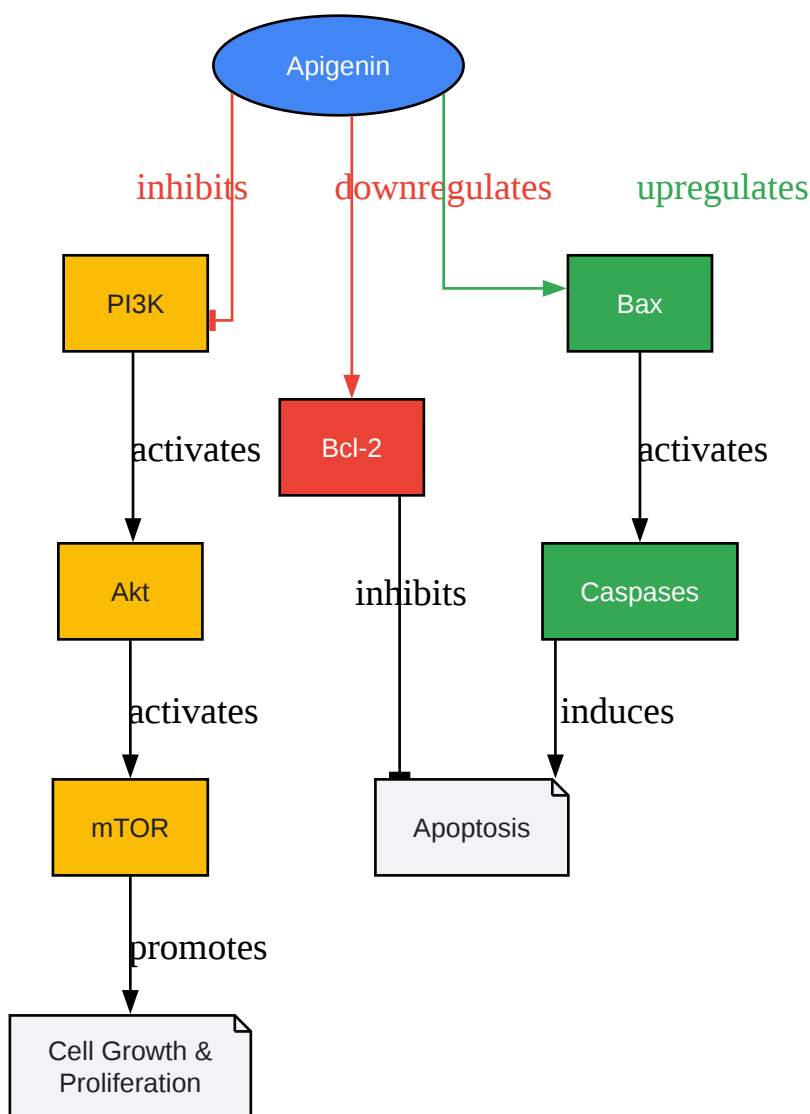 Apigenin
inhibits
downregulates
upregulates
PI3K
Bax
activates
Bcl-2
activates
Akt
inhibits
Caspases
activates
induces
mTOR
Apoptosis
promotes
Cell Growth &
Proliferation